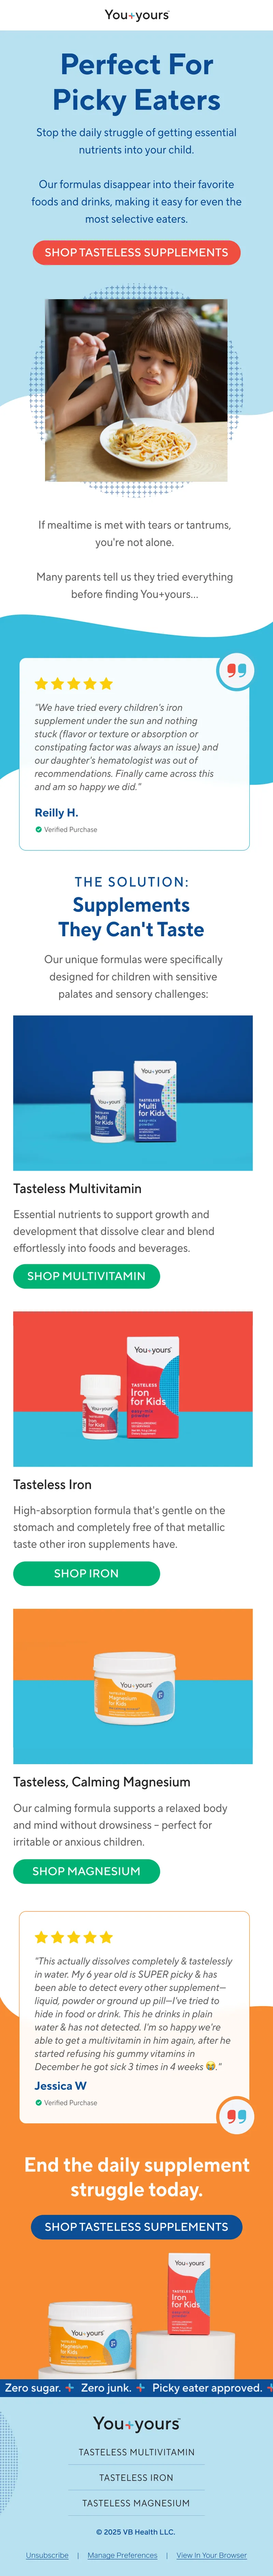 You+yours
Perfect For
Picky Eaters
Stop the daily struggle of getting essential
nutrients into your child.
Our formulas disappear into their favorite
foods and drinks, making it easy for even the
most selective eaters.
SHOP TASTELESS SUPPLEMENTS
If mealtime is met with tears or tantrums,
you're not alone.
Many parents tell us they tried everything
before finding You+yours...
"We have tried every children's iron
supplement under the sun and nothing
stuck (flavor or texture or absorption or
constipating factor was always an issue) and
our daughter's hematologist was out of
recommendations. Finally came across this
and am so happy we did."
Reilly H.
Verified Purchase
THE SOLUTION:
Supplements
They Can't Taste
Our unique formulas were specifically
designed for children with sensitive
palates and sensory challenges:
You+yours
TASTELESS
Multi
for Kids
You+yours
TASTELESS
Multi
for Kids
Tasteless Multivitamin
Essential nutrients to support growth and
development that dissolve clear and blend
effortlessly into foods and beverages.
SHOP MULTIVITAMIN
You+yours
TASTELESS
Iron
for Kids
You+yours
Iron
for Kids
Tasteless Iron
High-absorption formula that's gentle on the
stomach and completely free of that metallic
taste other iron supplements have.
SHOP IRON
You+yours
Magnesium
for Kids
Tasteless, Calming Magnesium
Our calming formula supports a relaxed body
and mind without drowsiness – perfect for
irritable or anxious children.
SHOP MAGNESIUM
"This actually dissolves completely & tastelessly
in water. My 6 year old is SUPER picky & has
been able to detect every other supplement—
liquid, powder or ground up pill—I've tried to
hide in food or drink. This he drinks in plain
water & has not detected. I'm so happy we're
able to get a multivitamin in him again, after he
started refusing his gummy vitamins in
December he got sick 3 times in 4 weeks 😭."
Jessica W
Verified Purchase
End the daily supplement
struggle today.
SHOP TASTELESS SUPPLEMENTS
You+yours
TASTELESS
Iron
for Kids
You+yours
Magnesium
for Kids
Zero sugar. + Zero junk. + Picky eater approved. +
You+yours
TASTELESS MULTIVITAMIN
TASTELESS IRON
TASTELESS MAGNESIUM
© 2025 VB Health LLC.
Unsubscribe | Manage Preferences | View In Your Browser